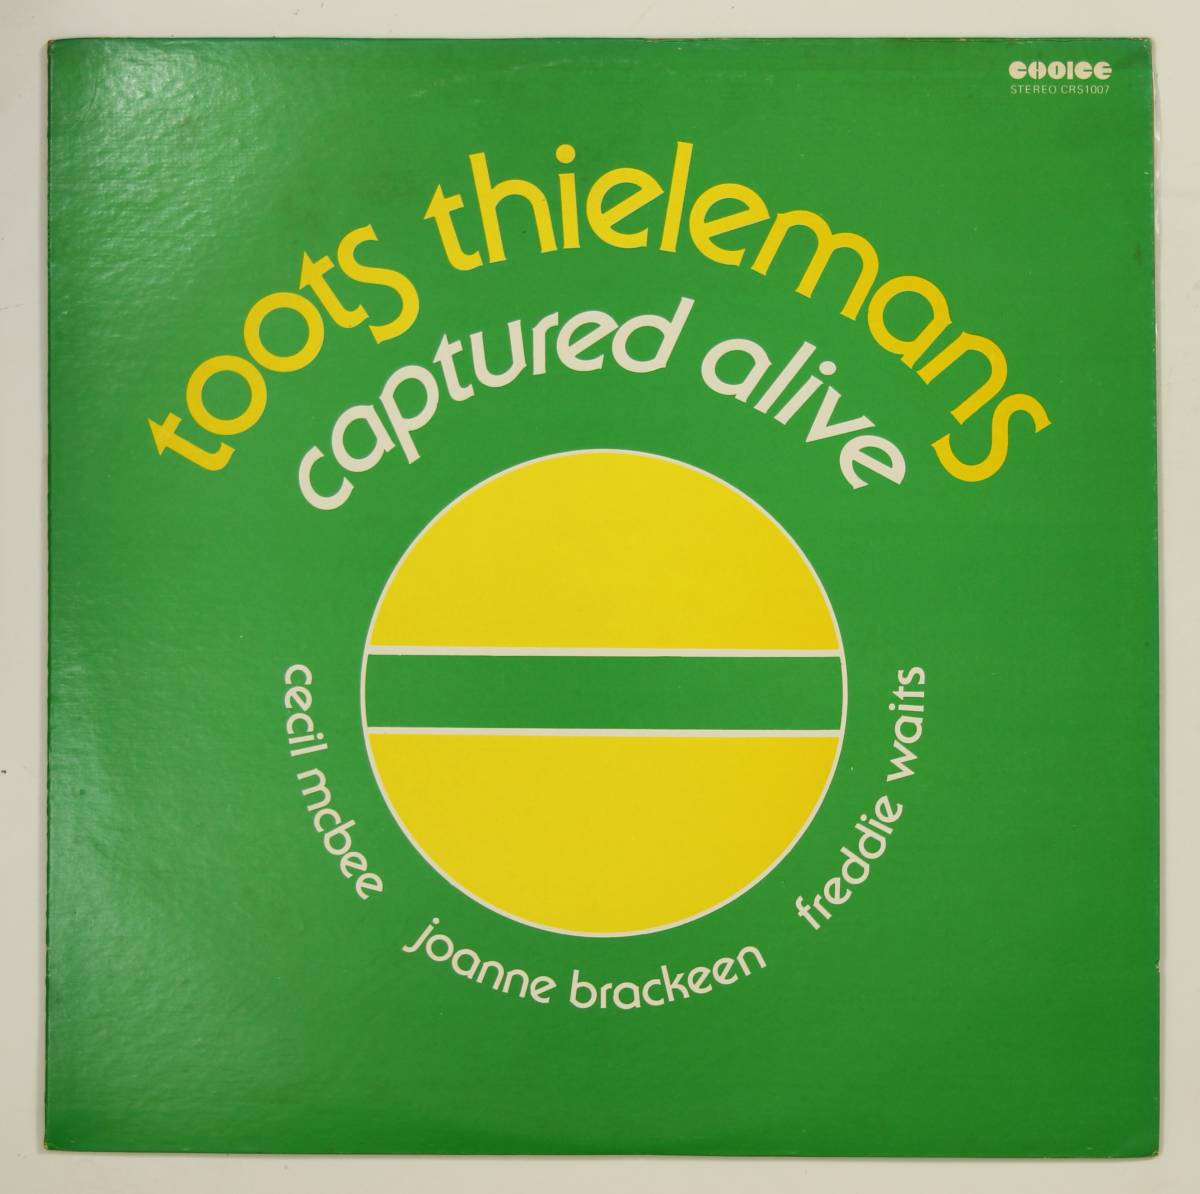 CHOICE
STEREO CRS1007
toots thielemans
captured alive
cecil mcbee
joanne brackeen
freddie waits